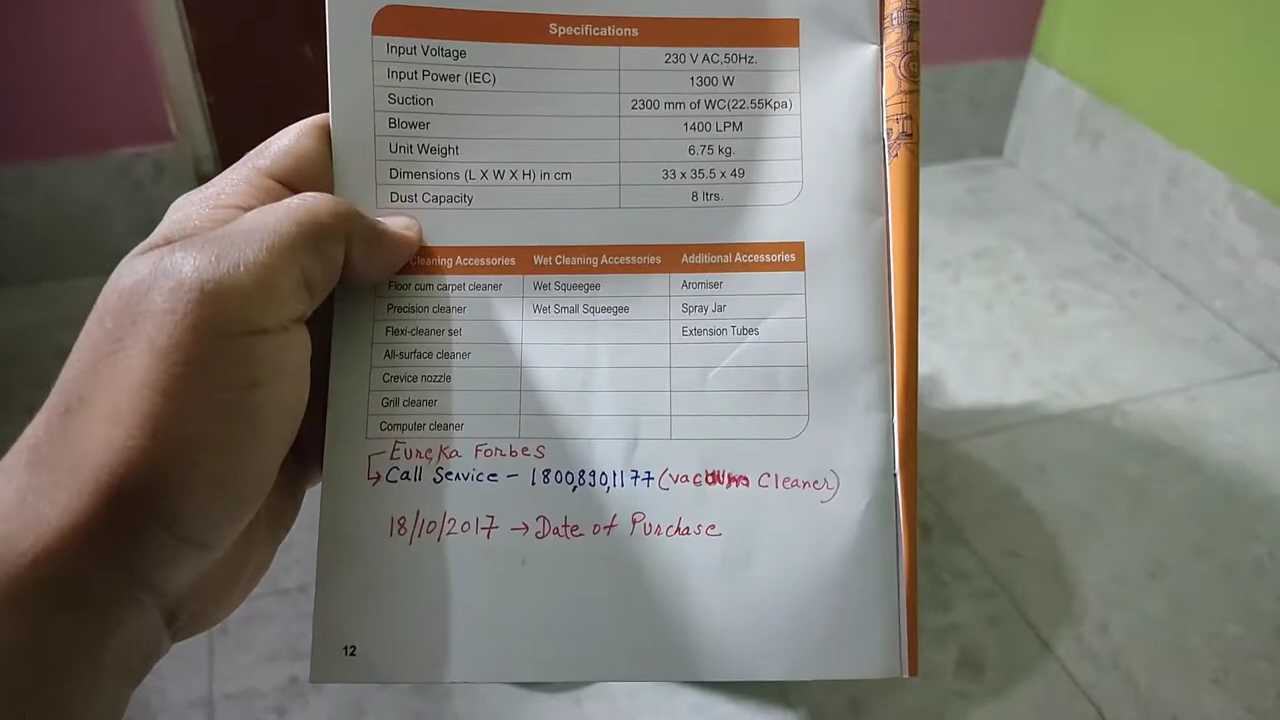 Specifications
Input Voltage 230 V AC,50Hz.
Input Power (IEC) 1300 W
Suction 2300 mm of WC(22.55Kpa)
Blower 1400 LPM
Unit Weight 6.75 kg.
Dimensions (L X W X H) in cm 33 x 35.5 x 49
Dust Capacity 8 ltrs.
Cleaning Accessories Wet Cleaning Accessories Additional Accessories
Floor cum carpet cleaner Wet Squeegee Aromiser
Precision cleaner Wet Small Squeegee Spray Jar
Flexi-cleaner set Extension Tubes
All-surface cleaner
Crevice nozzle
Grill cleaner
Computer cleaner
Eureka Forbes
Call Service - 1800,890,1177 (vacuum Cleaner)
18/10/2017 → Date of Purchase
12